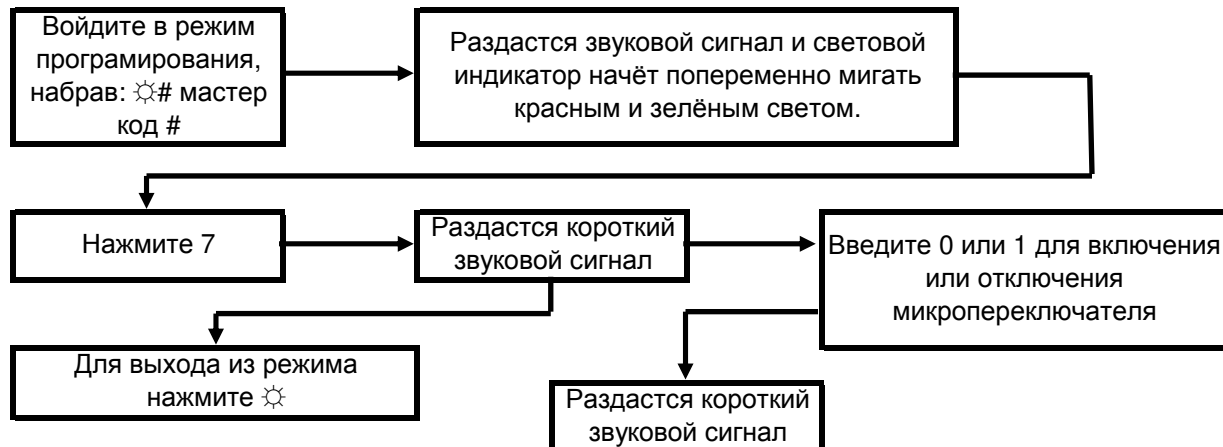 Войдите в режим
програмирования,
набрав: ☼# мастер
код #
Раздастся звуковой сигнал и световой
индикатор начёт попеременно мигать
красным и зелёным светом.
Нажмите 7
Раздастся короткий
звуковой сигнал
Введите 0 или 1 для включения
или отключения
микропереключателя
Для выхода из режима
нажмите ☼
Раздастся короткий
звуковой сигнал